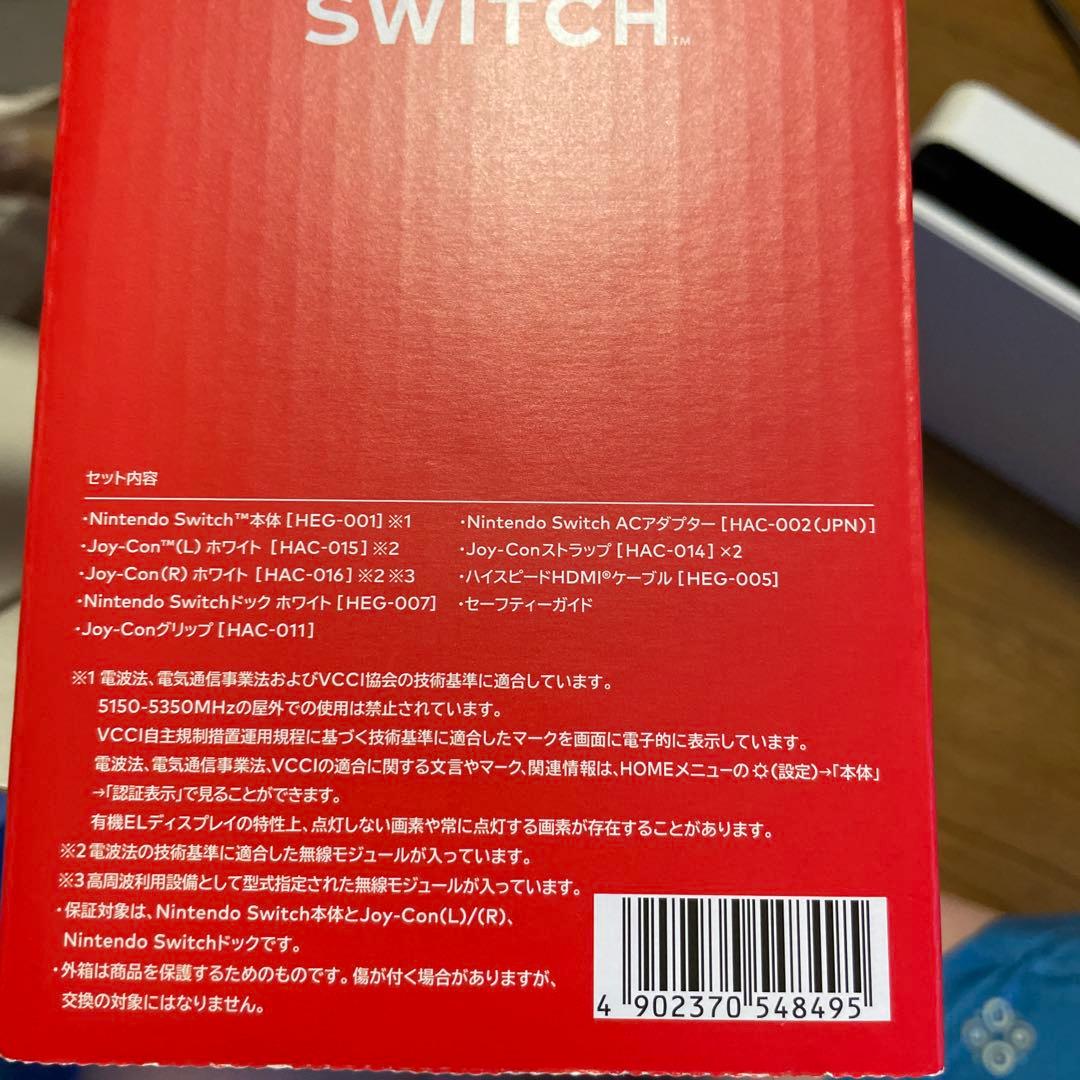 SWITCH™
セット内容
・Nintendo Switch™本体 [HEG-001] ※1
・Joy-Con™(L) ホワイト [HAC-015] ※2
・Joy-Con(R) ホワイト [HAC-016] ※2 ※3
・Nintendo Switchドック ホワイト [HEG-007]
・Joy-Conグリップ [HAC-011]
・Nintendo Switch ACアダプター [HAC-002(JPN)]
・Joy-Conストラップ [HAC-014] ×2
・ハイスピードHDMI®ケーブル [HEG-005]
・セーフティーガイド
※1 電波法、電気通信事業法およびVCCI協会の技術基準に適合しています。
5150-5350MHzの屋外での使用は禁止されています。
VCCI自主規制措置運用規程に基づく技術基準に適合したマークを画面に電子的に表示しています。
電波法、電気通信事業法、VCCIの適合に関する文言やマーク、関連情報は、HOMEメニューの (設定)→「本体」
→「認証表示」で見ることができます。
有機ELディスプレイの特性上、点灯しない画素や常に点灯する画素が存在することがあります。
※2 電波法の技術基準に適合した無線モジュールが入っています。
※3 高周波利用設備として型式指定された無線モジュールが入っています。
・保証対象は、Nintendo Switch本体とJoy-Con(L)/(R)、
Nintendo Switchドックです。
・外箱は商品を保護するためのものです。傷が付く場合がありますが、
交換の対象にはなりません。
4 902370 548495